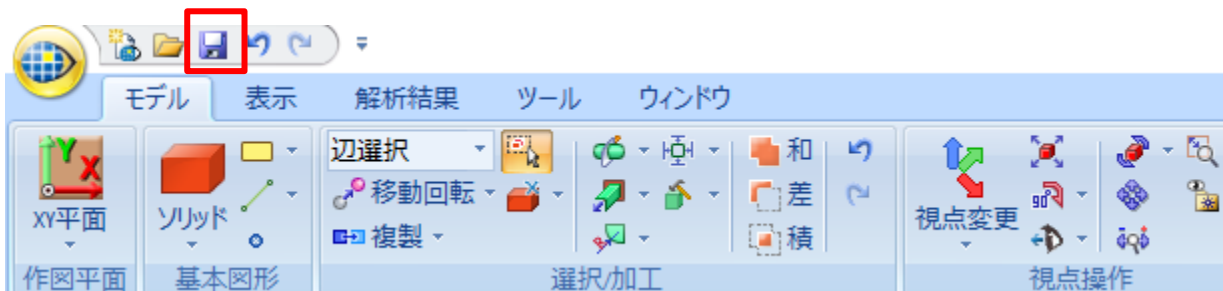 モデル 表示 解析結果 ツール ウィンドウ
辺選択 和
XY平面 ソリッド 移動回転 差 視点変更
複製 積
作図平面 基本図形 選択/加工 視点操作